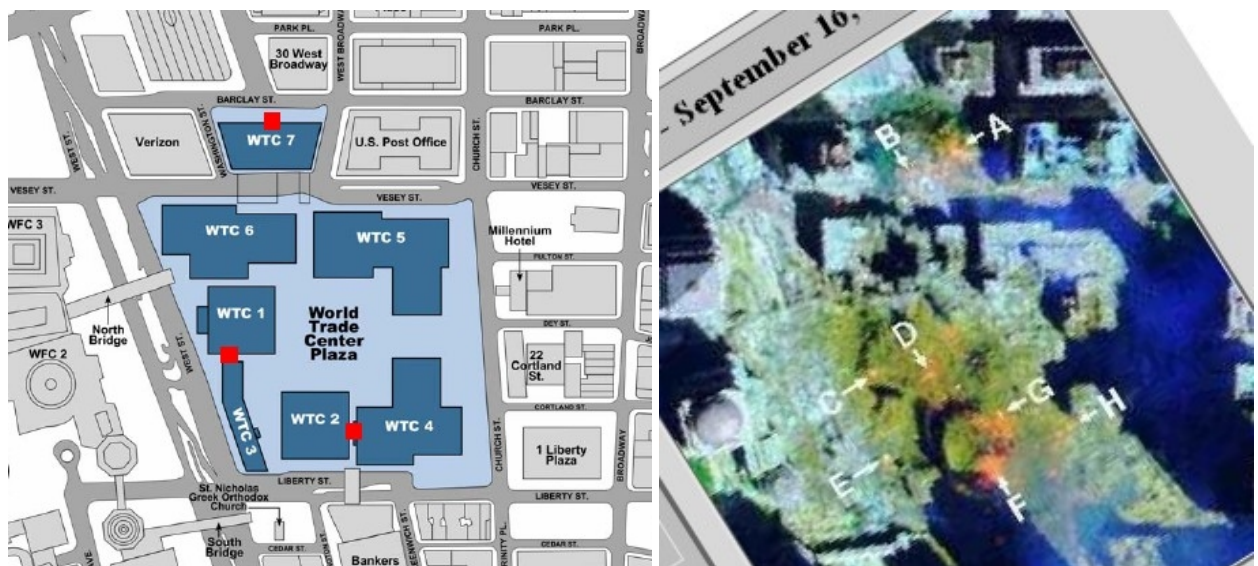 PARK PL.
WEST BROADWAY
BROADWAY
PARK PL.
30 West
Broadway
BARCLAY ST.
BARCLAY ST.
WEST ST.
Verizon
WASHINGTON ST.
WTC 7
U.S. Post Office
CHURCH ST.
VESEY ST.
VESEY ST.
VESEY ST.
WFC 3
WTC 6
WTC 5
Millennium
Hotel
FULTON ST.
North
Bridge
WTC 1
World
Trade
Center
Plaza
DEY ST.
WFC 2
WEST ST.
22
Cortland
St.
WTC 3
WTC 2
WTC 4
CORTLAND ST.
1 Liberty
Plaza
CHURCH ST.
BROADWAY
LIBERTY ST.
LIBERTY ST.
St. Nicholas
Greek Orthodox
Church
South
Bridge
CEDAR ST.
Bankers
CEDAR ST.
- September 16,
A
B
C
D
E
F
G
H